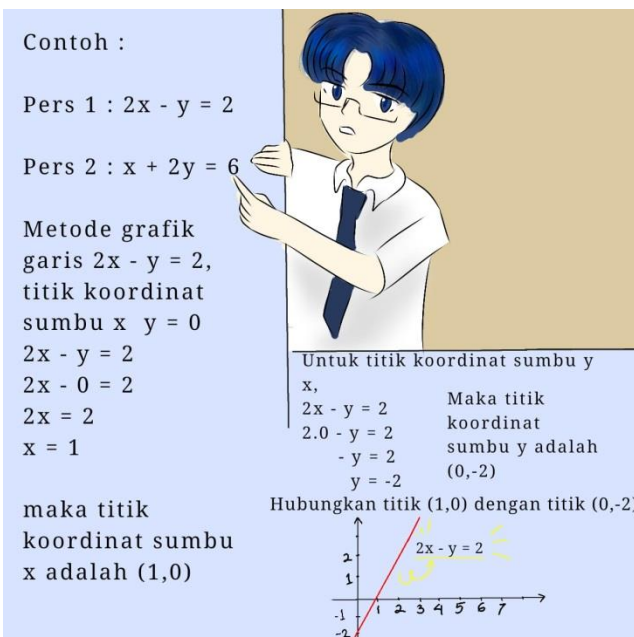 Contoh :
Pers 1 : 2x - y = 2
Pers 2 : x + 2y = 6
Metode grafik
garis 2x - y = 2,
titik koordinat
sumbu x  y = 0
2x - y = 2
2x - 0 = 2
2x = 2
x = 1
maka titik
koordinat sumbu
x adalah (1,0)
Untuk titik koordinat sumbu y
x,
2x - y = 2
2.0 - y = 2
- y = 2
y = -2
Maka titik
koordinat
sumbu y adalah
(0,-2)
Hubungkan titik (1,0) dengan titik (0,-2)
2x - y = 2
2
1
1 2 3 4 5 6 7
-1
-2